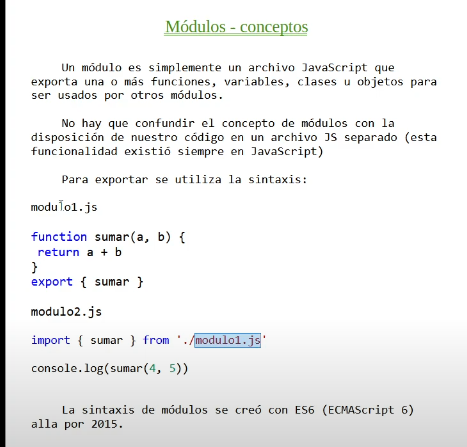 Módulos - conceptos
Un módulo es simplemente un archivo JavaScript que
exporta una o más funciones, variables, clases u objetos para
ser usados por otros módulos.
No hay que confundir el concepto de módulos con la
disposición de nuestro código en un archivo JS separado (esta
funcionalidad existió siempre en JavaScript)
Para exportar se utiliza la sintaxis:
modulo1.js
function sumar(a, b) {
return a + b
}
export { sumar }
modulo2.js
import { sumar } from './modulo1.js'
console.log(sumar(4, 5))
La sintaxis de módulos se creó con ES6 (ECMAScript 6)
alla por 2015.